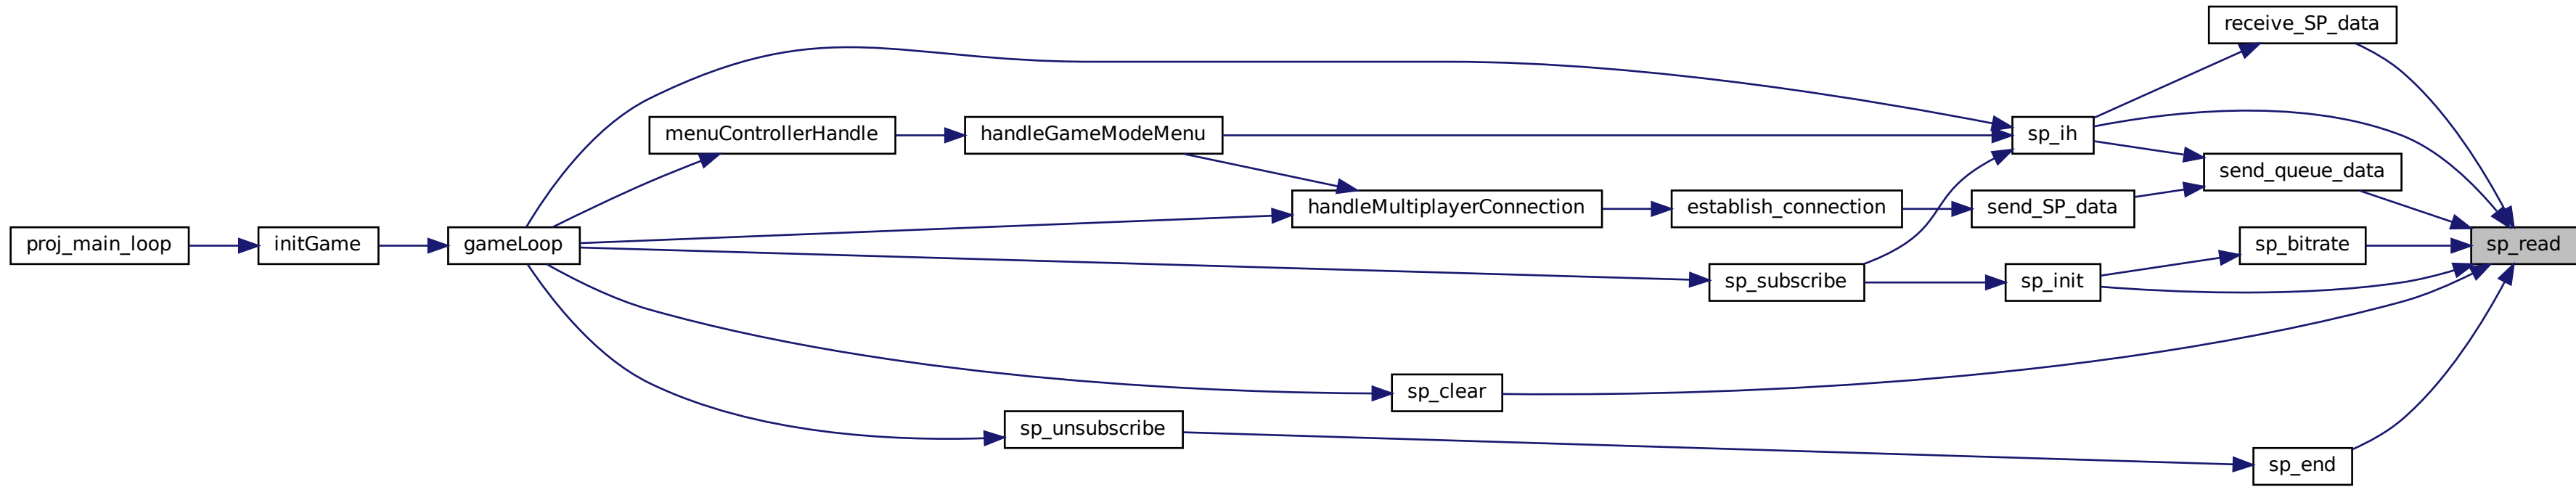 receive_SP_data
menuControllerHandle
handleGameModeMenu
sp_ih
send_queue_data
handleMultiplayerConnection
establish_connection
send_SP_data
proj_main_loop
initGame
gameLoop
sp_bitrate
sp_read
sp_subscribe
sp_init
sp_clear
sp_unsubscribe
sp_end